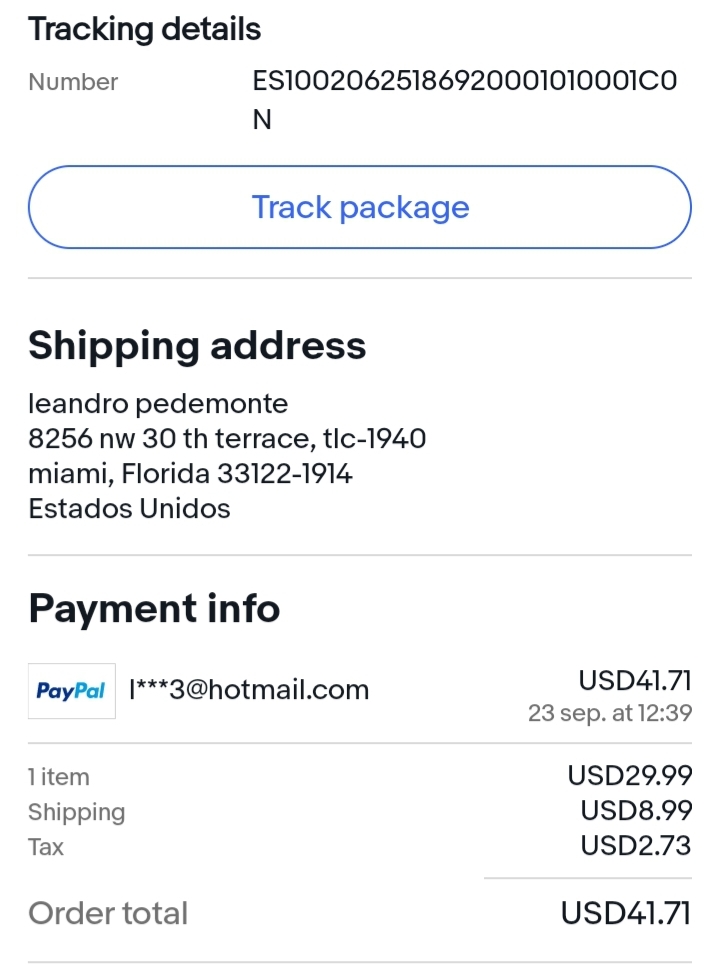 Tracking details
Number ES10020625186920001010001C0
N
Track package
Shipping address
leandro pedemonte
8256 nw 30 th terrace, tlc-1940
miami, Florida 33122-1914
Estados Unidos
Payment info
PayPal l***3@hotmail.com USD41.71
23 sep. at 12:39
1 item USD29.99
Shipping USD8.99
Tax USD2.73
Order total USD41.71